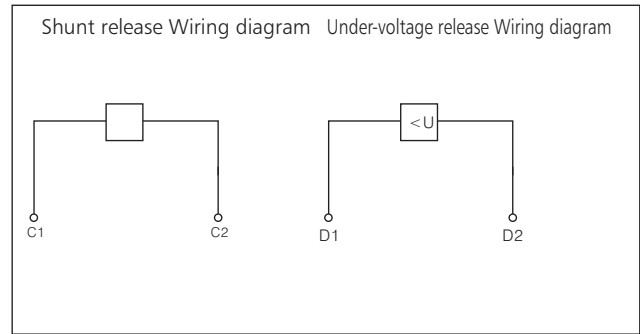 Shunt release Wiring diagram Under-voltage release Wiring diagram
<U
C1 C2 D1 D2